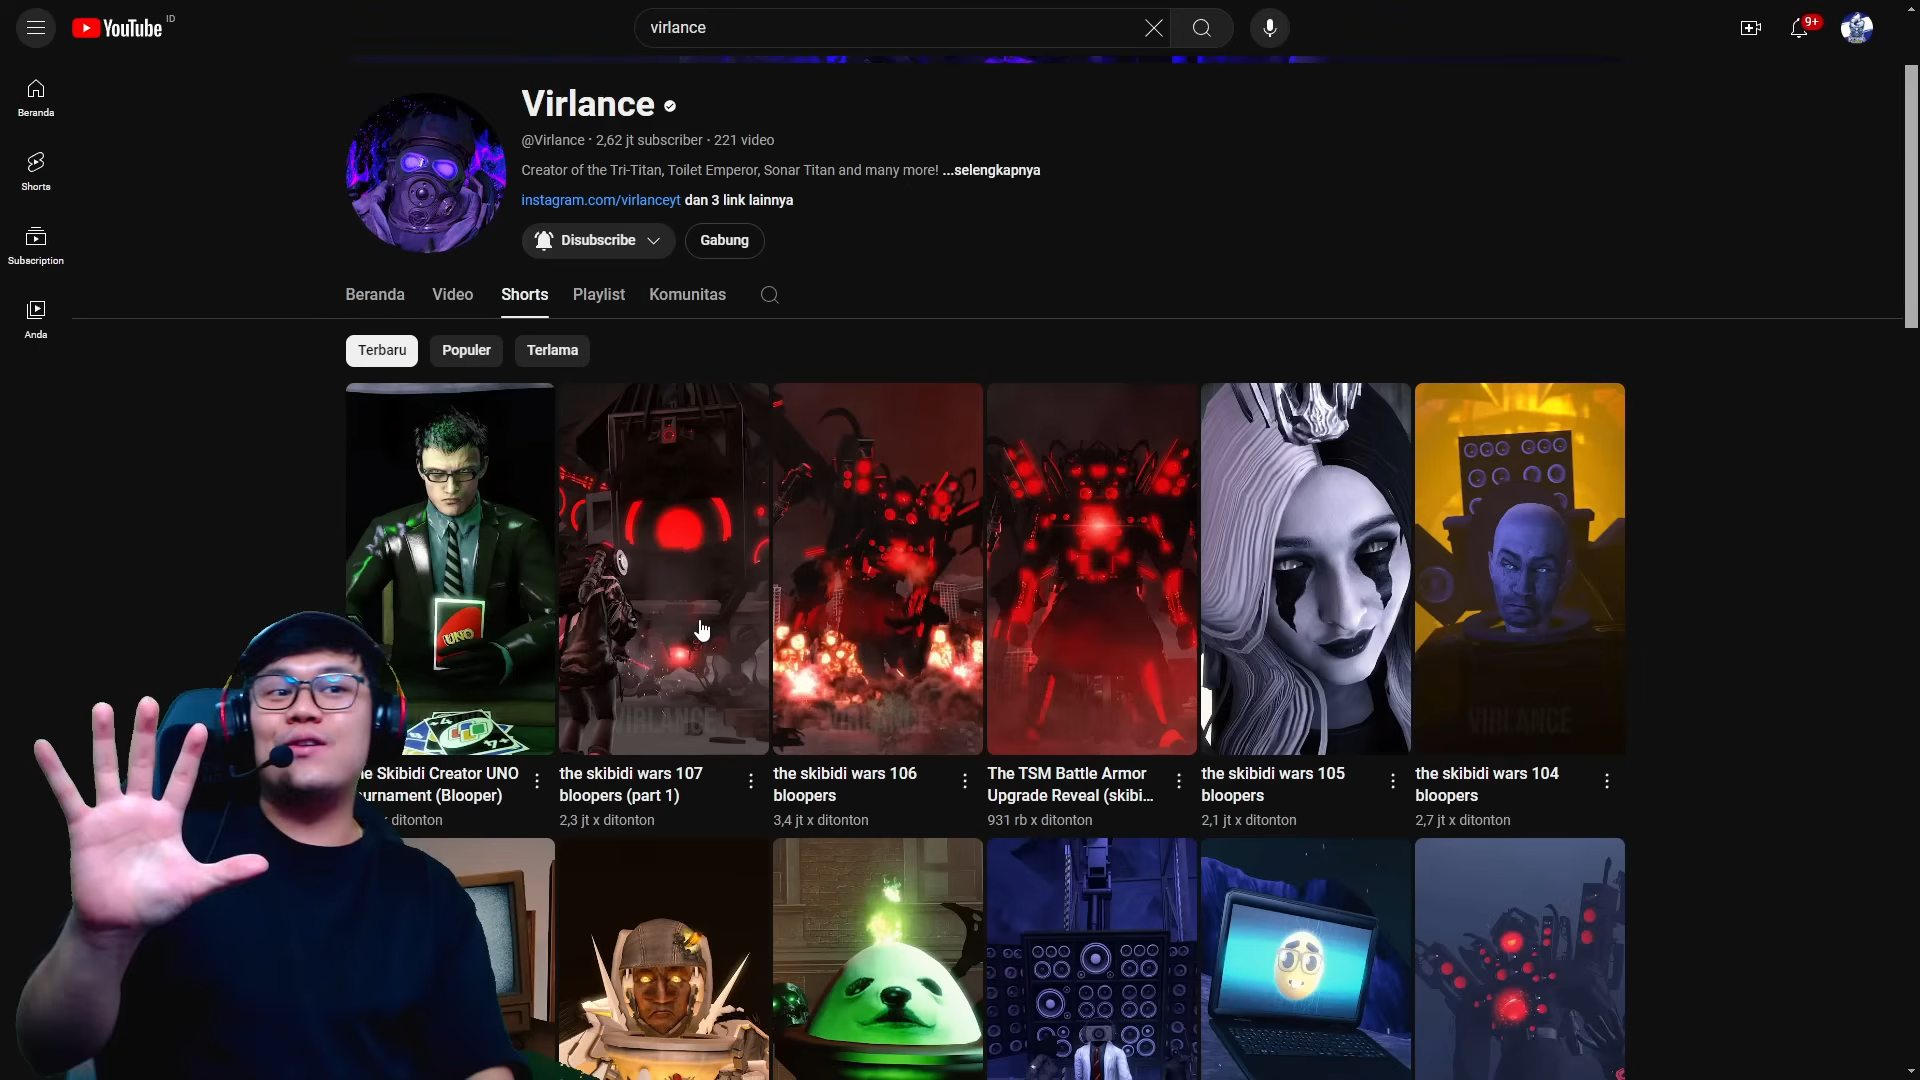 YouTube ID
virlance
9+
Beranda
Shorts
Subscription
Anda
Virlance
@Virlance · 2,62 jt subscriber · 221 video
Creator of the Tri-Titan, Toilet Emperor, Sonar Titan and many more! ...selengkapnya
instagram.com/virlanceyt dan 3 link lainnya
Disubscribe
Gabung
Beranda
Video
Shorts
Playlist
Komunitas
Terbaru
Populer
Terlama
UNO
VIRLANCE
VIRLANCE
e Skibidi Creator UNO
urnament (Blooper)
x ditonton
the skibidi wars 107
bloopers (part 1)
2,3 jt x ditonton
the skibidi wars 106
bloopers
3,4 jt x ditonton
The TSM Battle Armor
Upgrade Reveal (skibi...
931 rb x ditonton
the skibidi wars 105
bloopers
2,1 jt x ditonton
the skibidi wars 104
bloopers
2,7 jt x ditonton